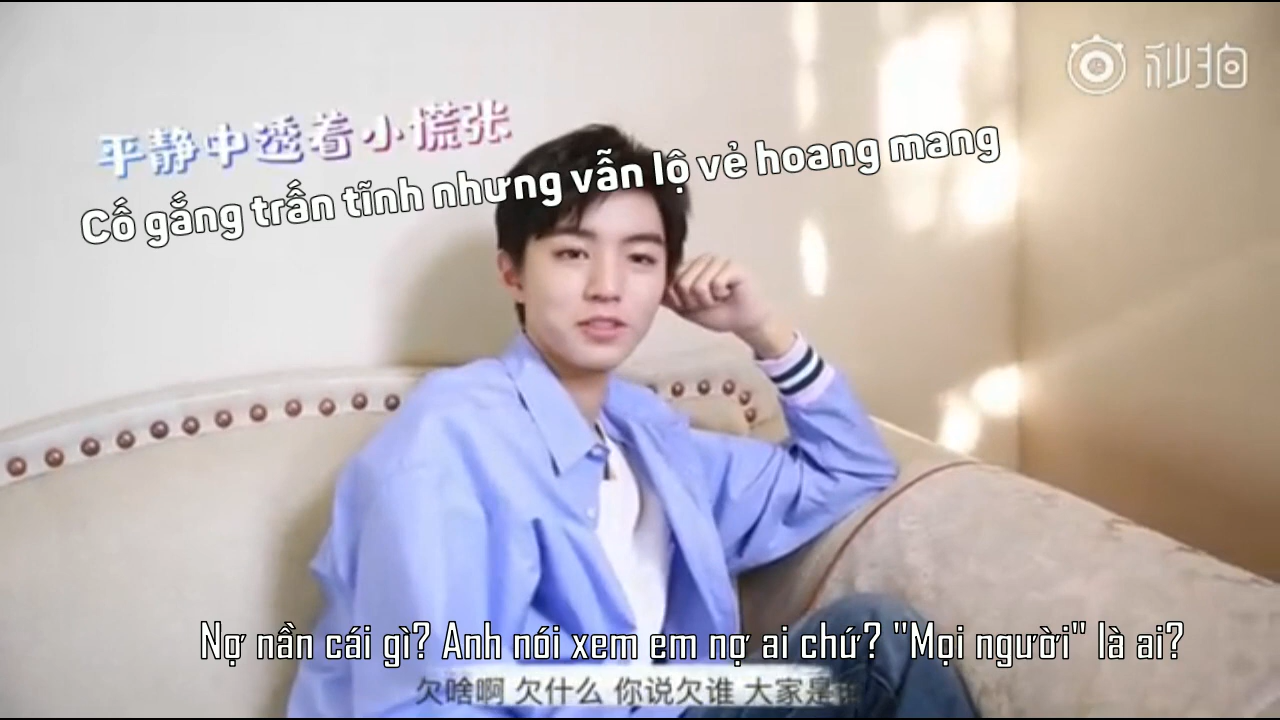 秒拍
平静中透着小慌张
Cố gắng trấn tĩnh nhưng vẫn lộ vẻ hoang mang
Nợ nần cái gì? Anh nói xem em nợ ai chứ? "Mọi người" là ai?
欠啥啊 欠什么 你说欠谁 大家是